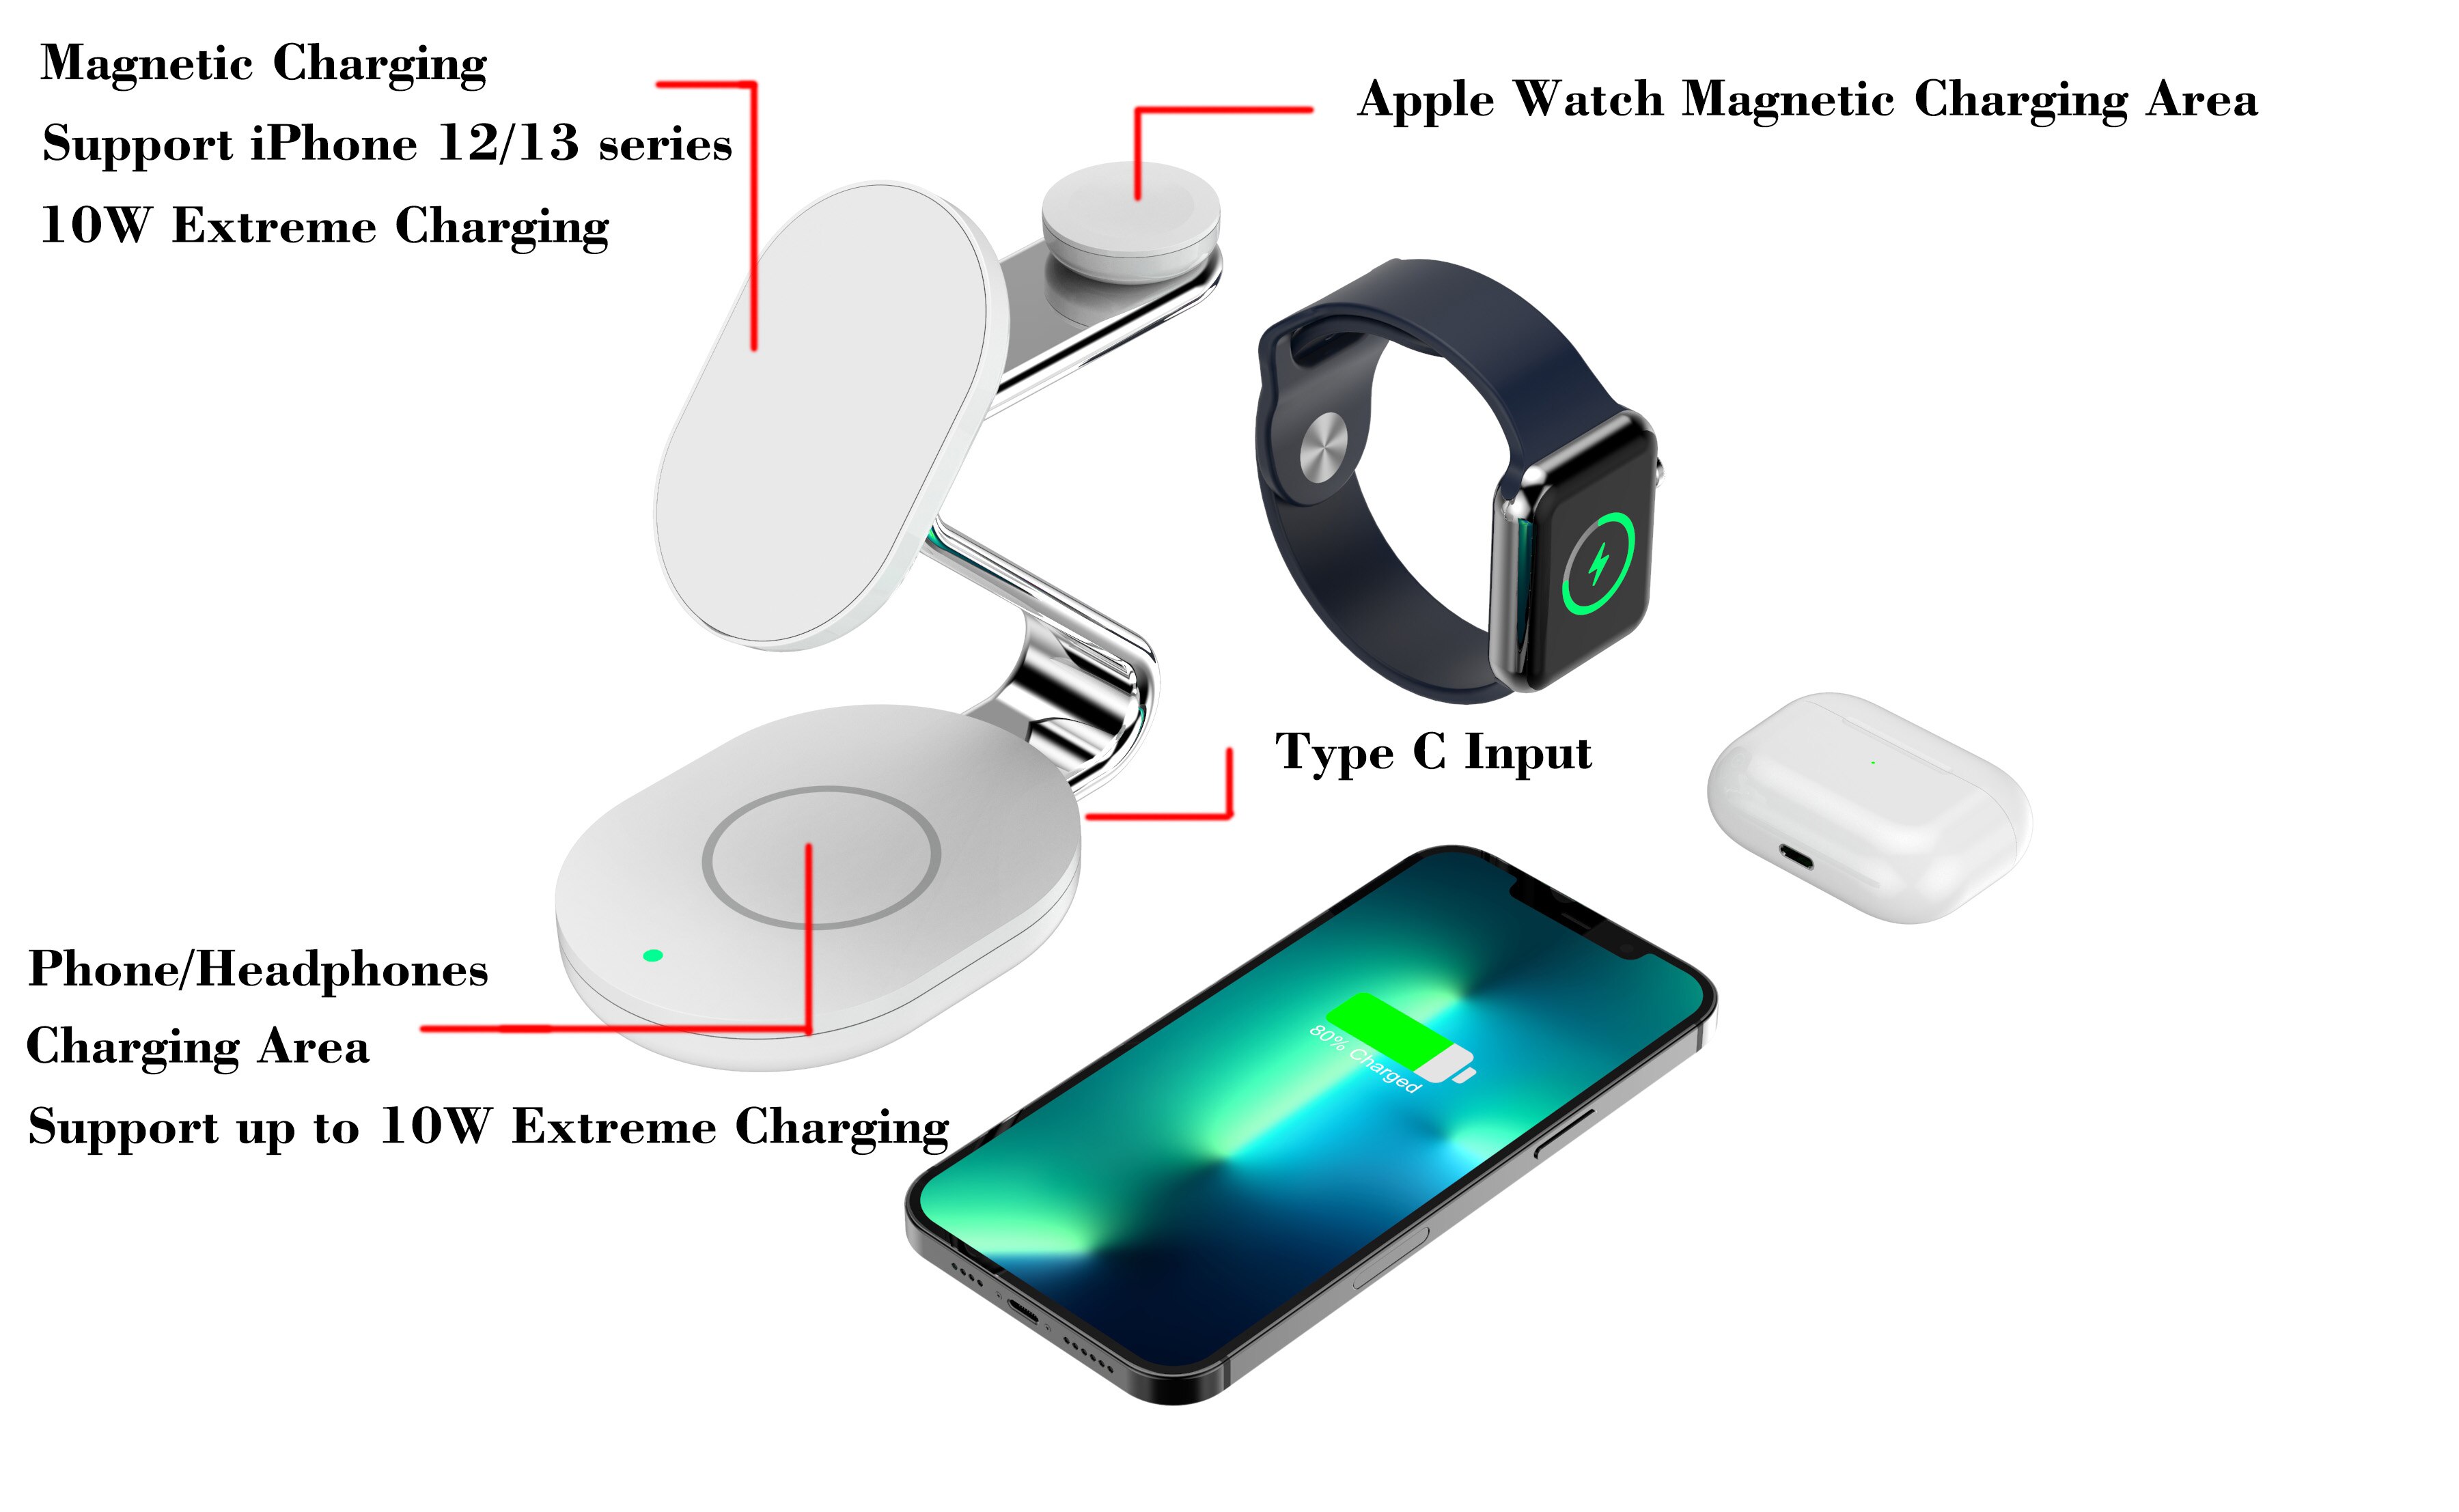 Magnetic Charging
Support iPhone 12/13 series
10W Extreme Charging
Apple Watch Magnetic Charging Area
Type C Input
Phone/Headphones
Charging Area
Support up to 10W Extreme Charging
80% Charged